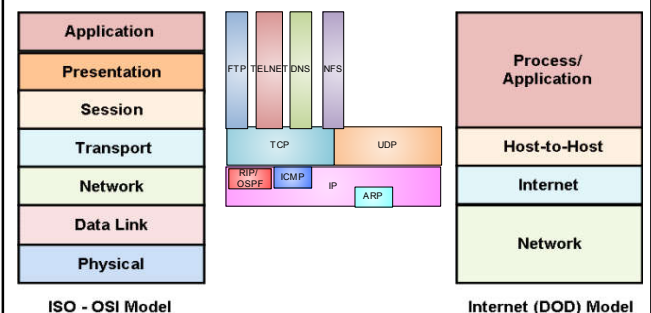 Application
Presentation
Session
Transport
Network
Data Link
Physical
ISO - OSI Model
FTP TELNET DNS NFS
TCP UDP
RIP/
OSPF
ICMP
IP
ARP
Process/
Application
Host-to-Host
Internet
Network
Internet (DOD) Model